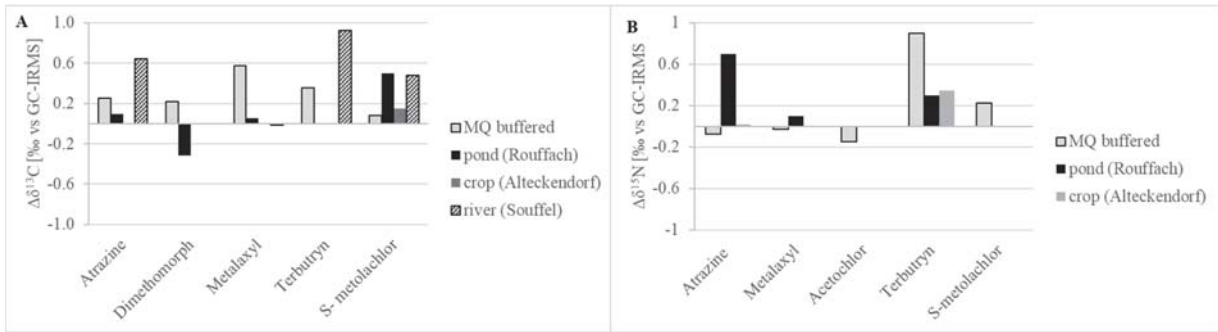 A
Δδ¹³C [‰ vs GC-IRMS]
1.0
0.6
0.2
-0.2
-0.6
-1.0
Atrazine
Dimethomorph
Metalaxyl
Terbutryn
S- metolachlor
MQ buffered
pond (Rouffach)
crop (Alteckendorf)
river (Souffel)
B
Δδ¹⁵N [‰ vs GC-IRMS]
1
0.6
0.2
-0.2
-0.6
-1
Atrazine
Metalaxyl
Acetochlor
Terbutryn
S-metolachlor
MQ buffered
pond (Rouffach)
crop (Alteckendorf)